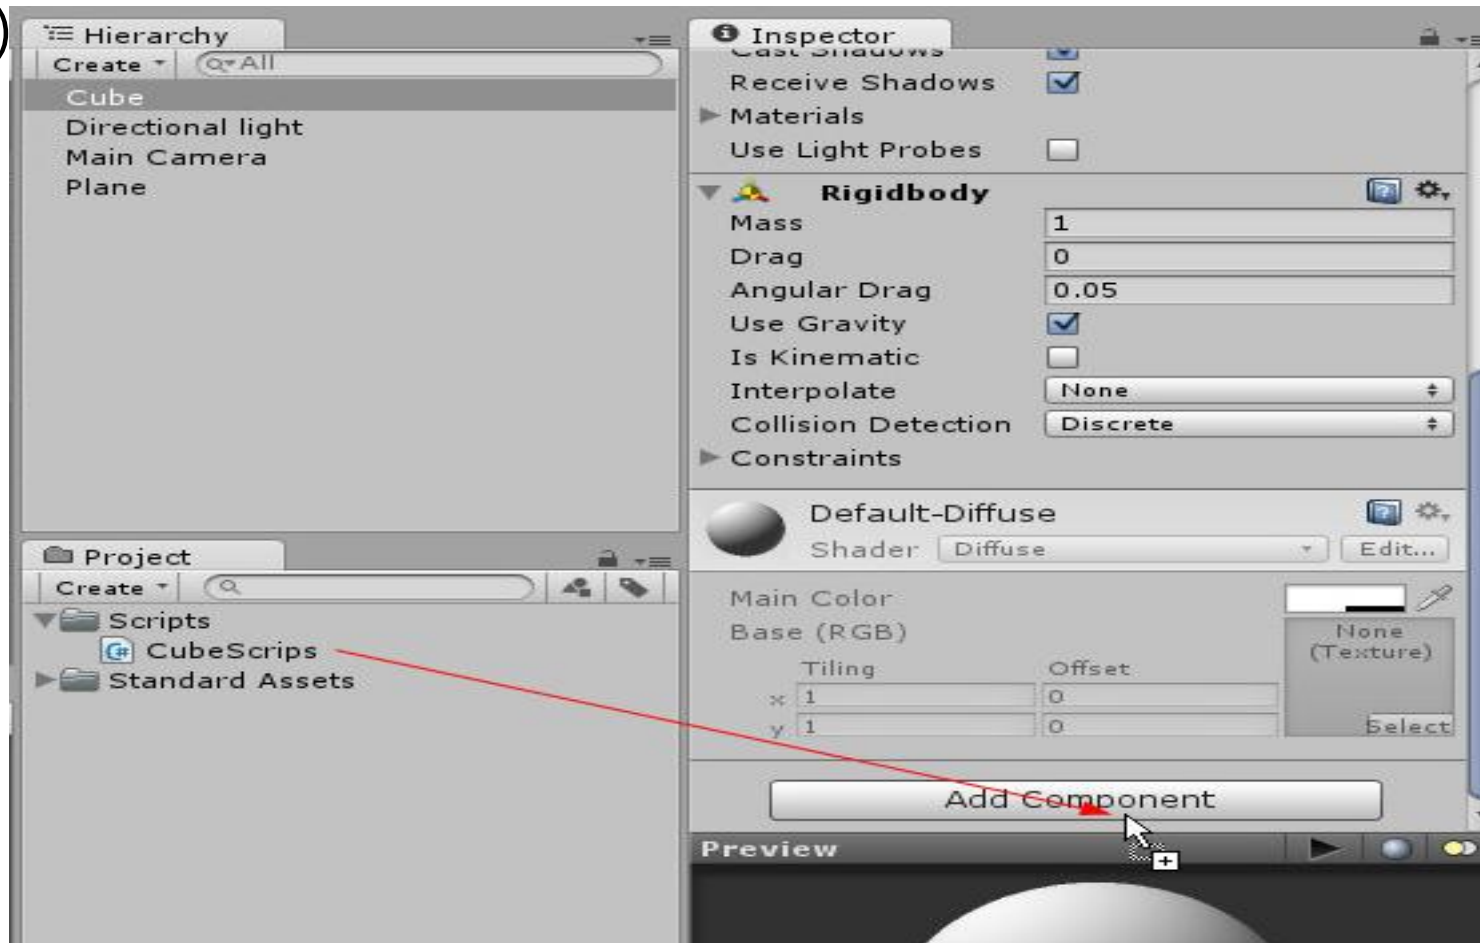 )
Hierarchy
Create
All
Cube
Directional light
Main Camera
Plane
Project
Create
Scripts
C#
CubeScrips
Standard Assets
Inspector
Cast Shadows
Receive Shadows
Materials
Use Light Probes
Rigidbody
Mass 1
Drag 0
Angular Drag 0.05
Use Gravity
Is Kinematic
Interpolate None
Collision Detection Discrete
Constraints
Default-Diffuse
Shader Diffuse Edit...
Main Color
Base (RGB) None
(Texture)
Tiling Offset
x 1 0
y 1 0 Select
Add Component
Preview